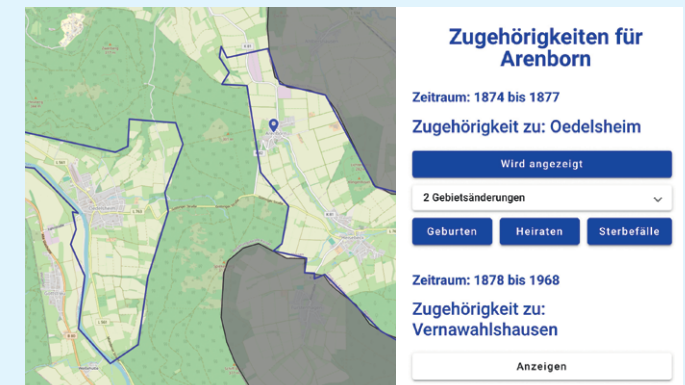 Zugehörigkeiten für
Arenborn
Zeitraum: 1874 bis 1877
Zugehörigkeit zu: Oedelsheim
Wird angezeigt
2 Gebietsänderungen
Geburten
Heiraten
Sterbefälle
Zeitraum: 1878 bis 1968
Zugehörigkeit zu:
Vernawahlshausen
Anzeigen